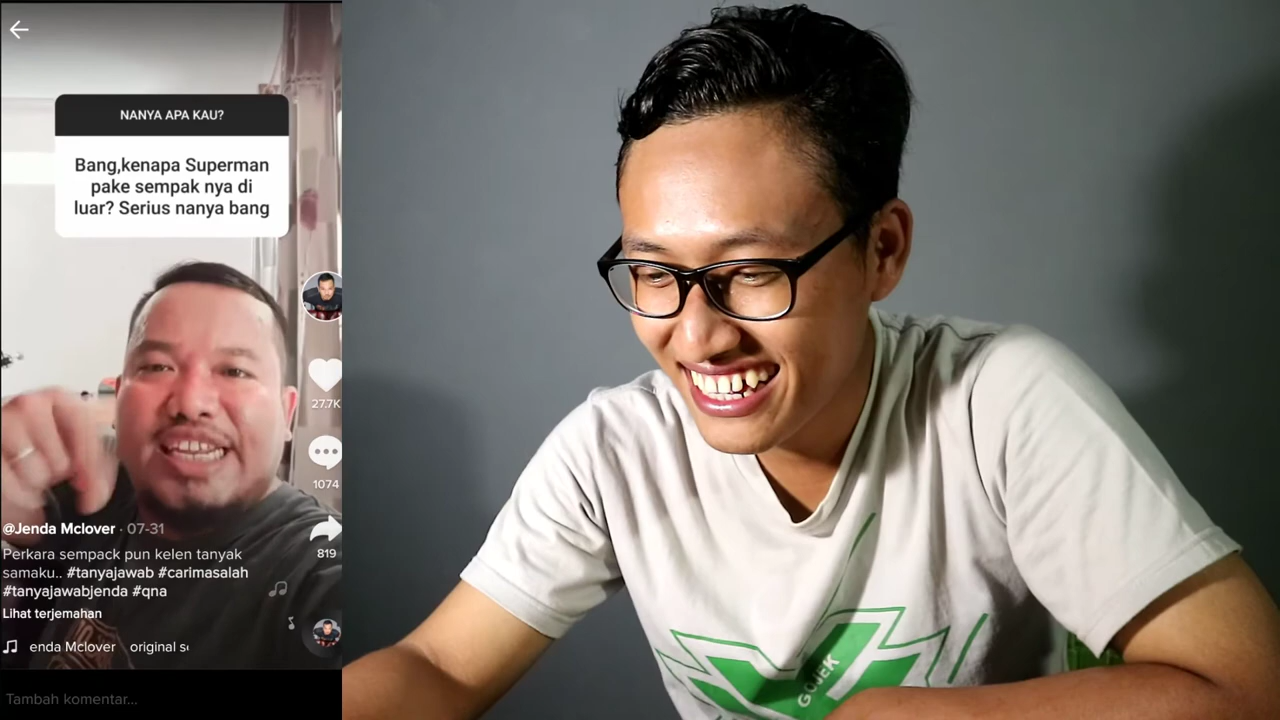 NANYA APA KAU?
Bang,kenapa Superman
pake sempak nya di
luar? Serius nanya bang
27.7K
1074
@Jenda Mclover · 07-31
819
Perkara sempack pun kelen tanyak
samaku.. #tanyajawab #carimasalah
#tanyajawabjenda #qna
Lihat terjemahan
enda Mclover original s
Tambah komentar...
GOJEK